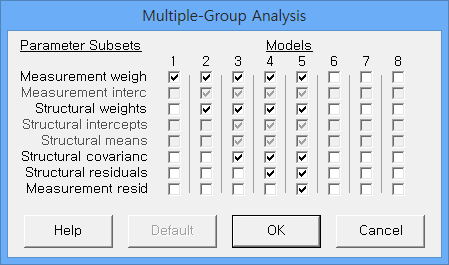 Multiple-Group Analysis
Parameter Subsets Models
1 2 3 4 5 6 7 8
Measurement weigh
Measurement interc
Structural weights
Structural intercepts
Structural means
Structural covarianc
Structural residuals
Measurement resid
Help Default OK Cancel